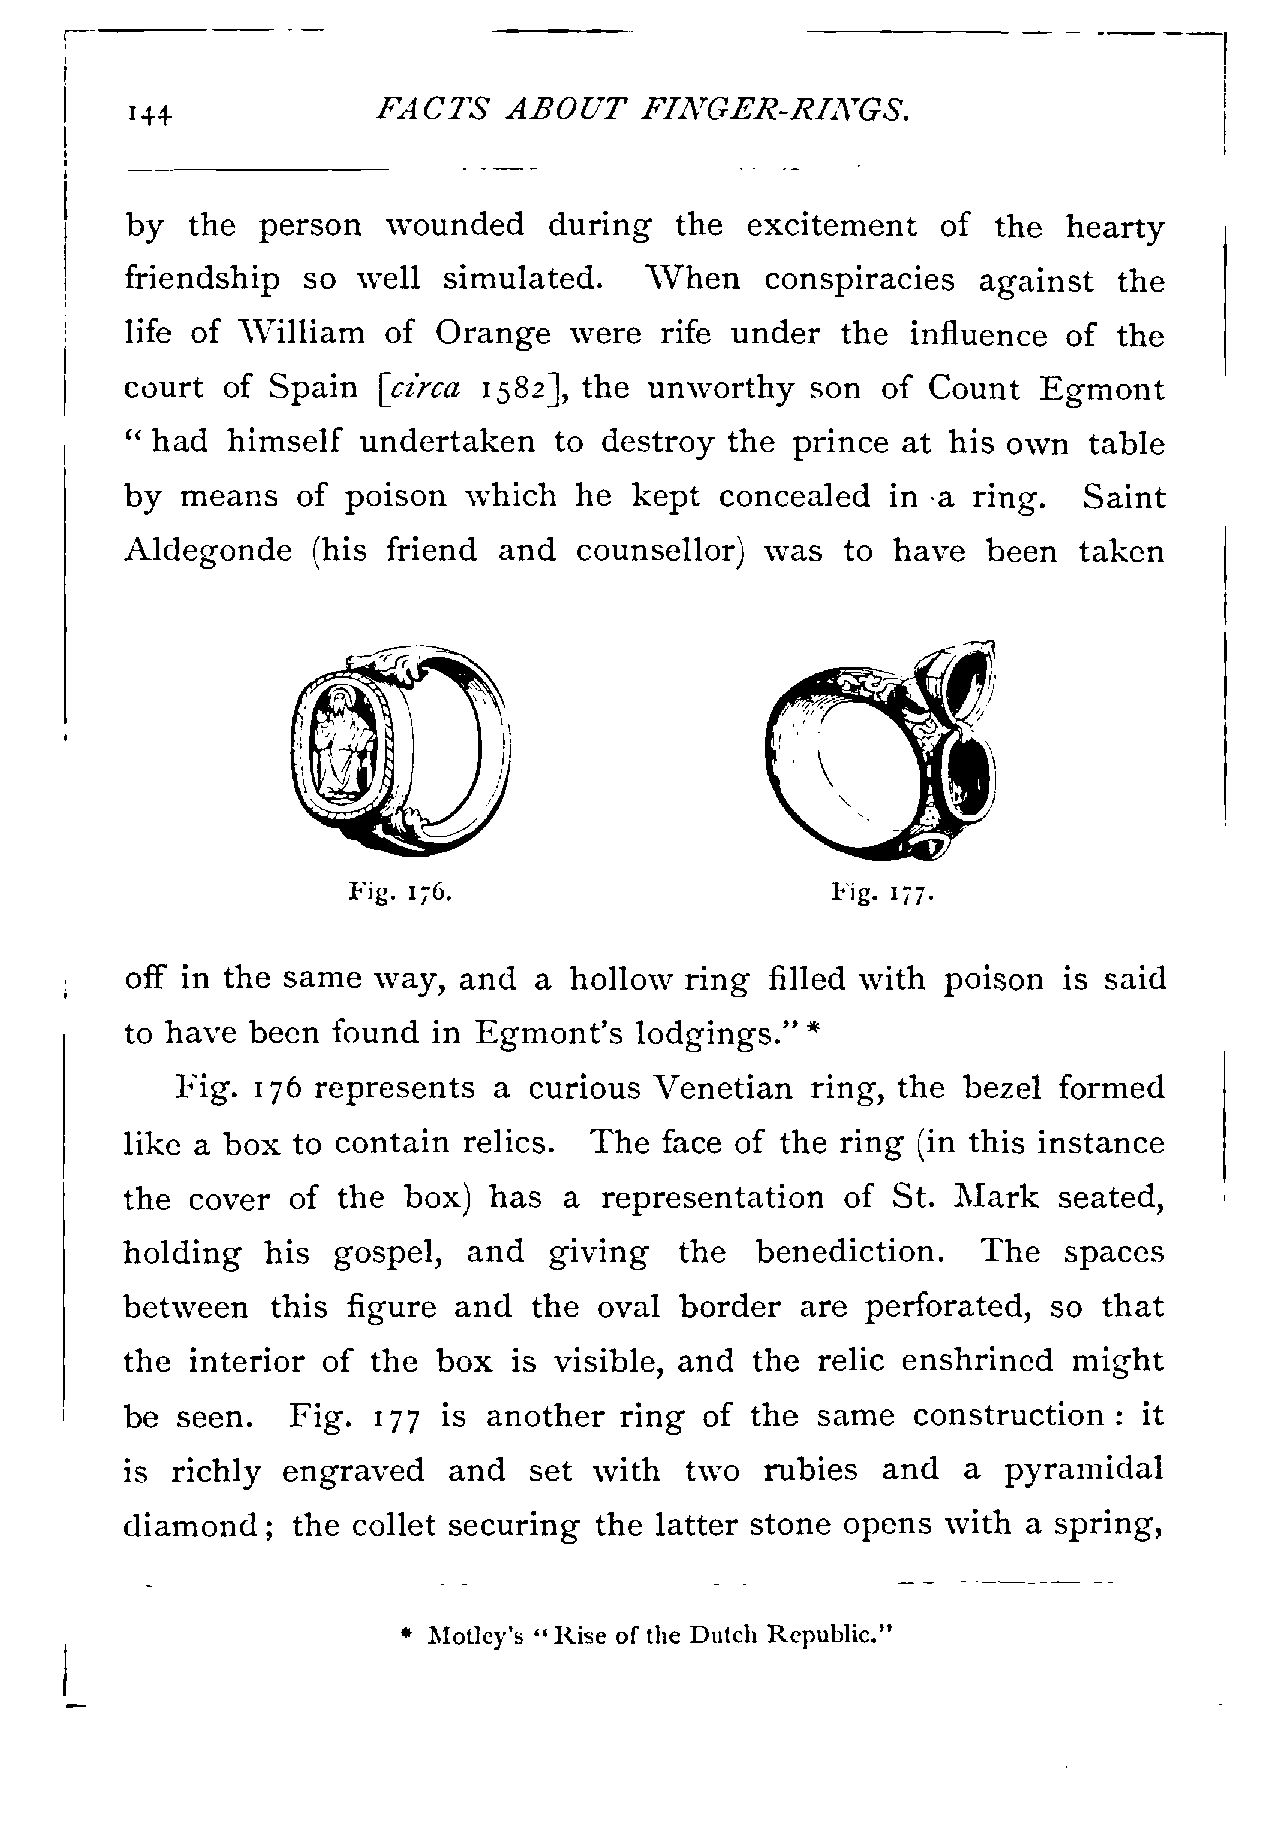 144 FACTS ABOUT FINGER-RINGS.
by the person wounded during the excitement of the hearty
friendship so well simulated. When conspiracies against the
life of William of Orange were rife under the influence of the
court of Spain [circa 1582], the unworthy son of Count Egmont
“ had himself undertaken to destroy the prince at his own table
by means of poison which he kept concealed in a ring. Saint
Aldegonde (his friend and counsellor) was to have been taken
Fig. 176.
Fig. 177.
off in the same way, and a hollow ring filled with poison is said
to have been found in Egmont's lodgings.” *
Fig. 176 represents a curious Venetian ring, the bezel formed
like a box to contain relics. The face of the ring (in this instance
the cover of the box) has a representation of St. Mark seated,
holding his gospel, and giving the benediction. The spaces
between this figure and the oval border are perforated, so that
the interior of the box is visible, and the relic enshrined might
be seen. Fig. 177 is another ring of the same construction : it
is richly engraved and set with two rubies and a pyramidal
diamond ; the collet securing the latter stone opens with a spring,
* Motley's “ Rise of the Dutch Republic.”